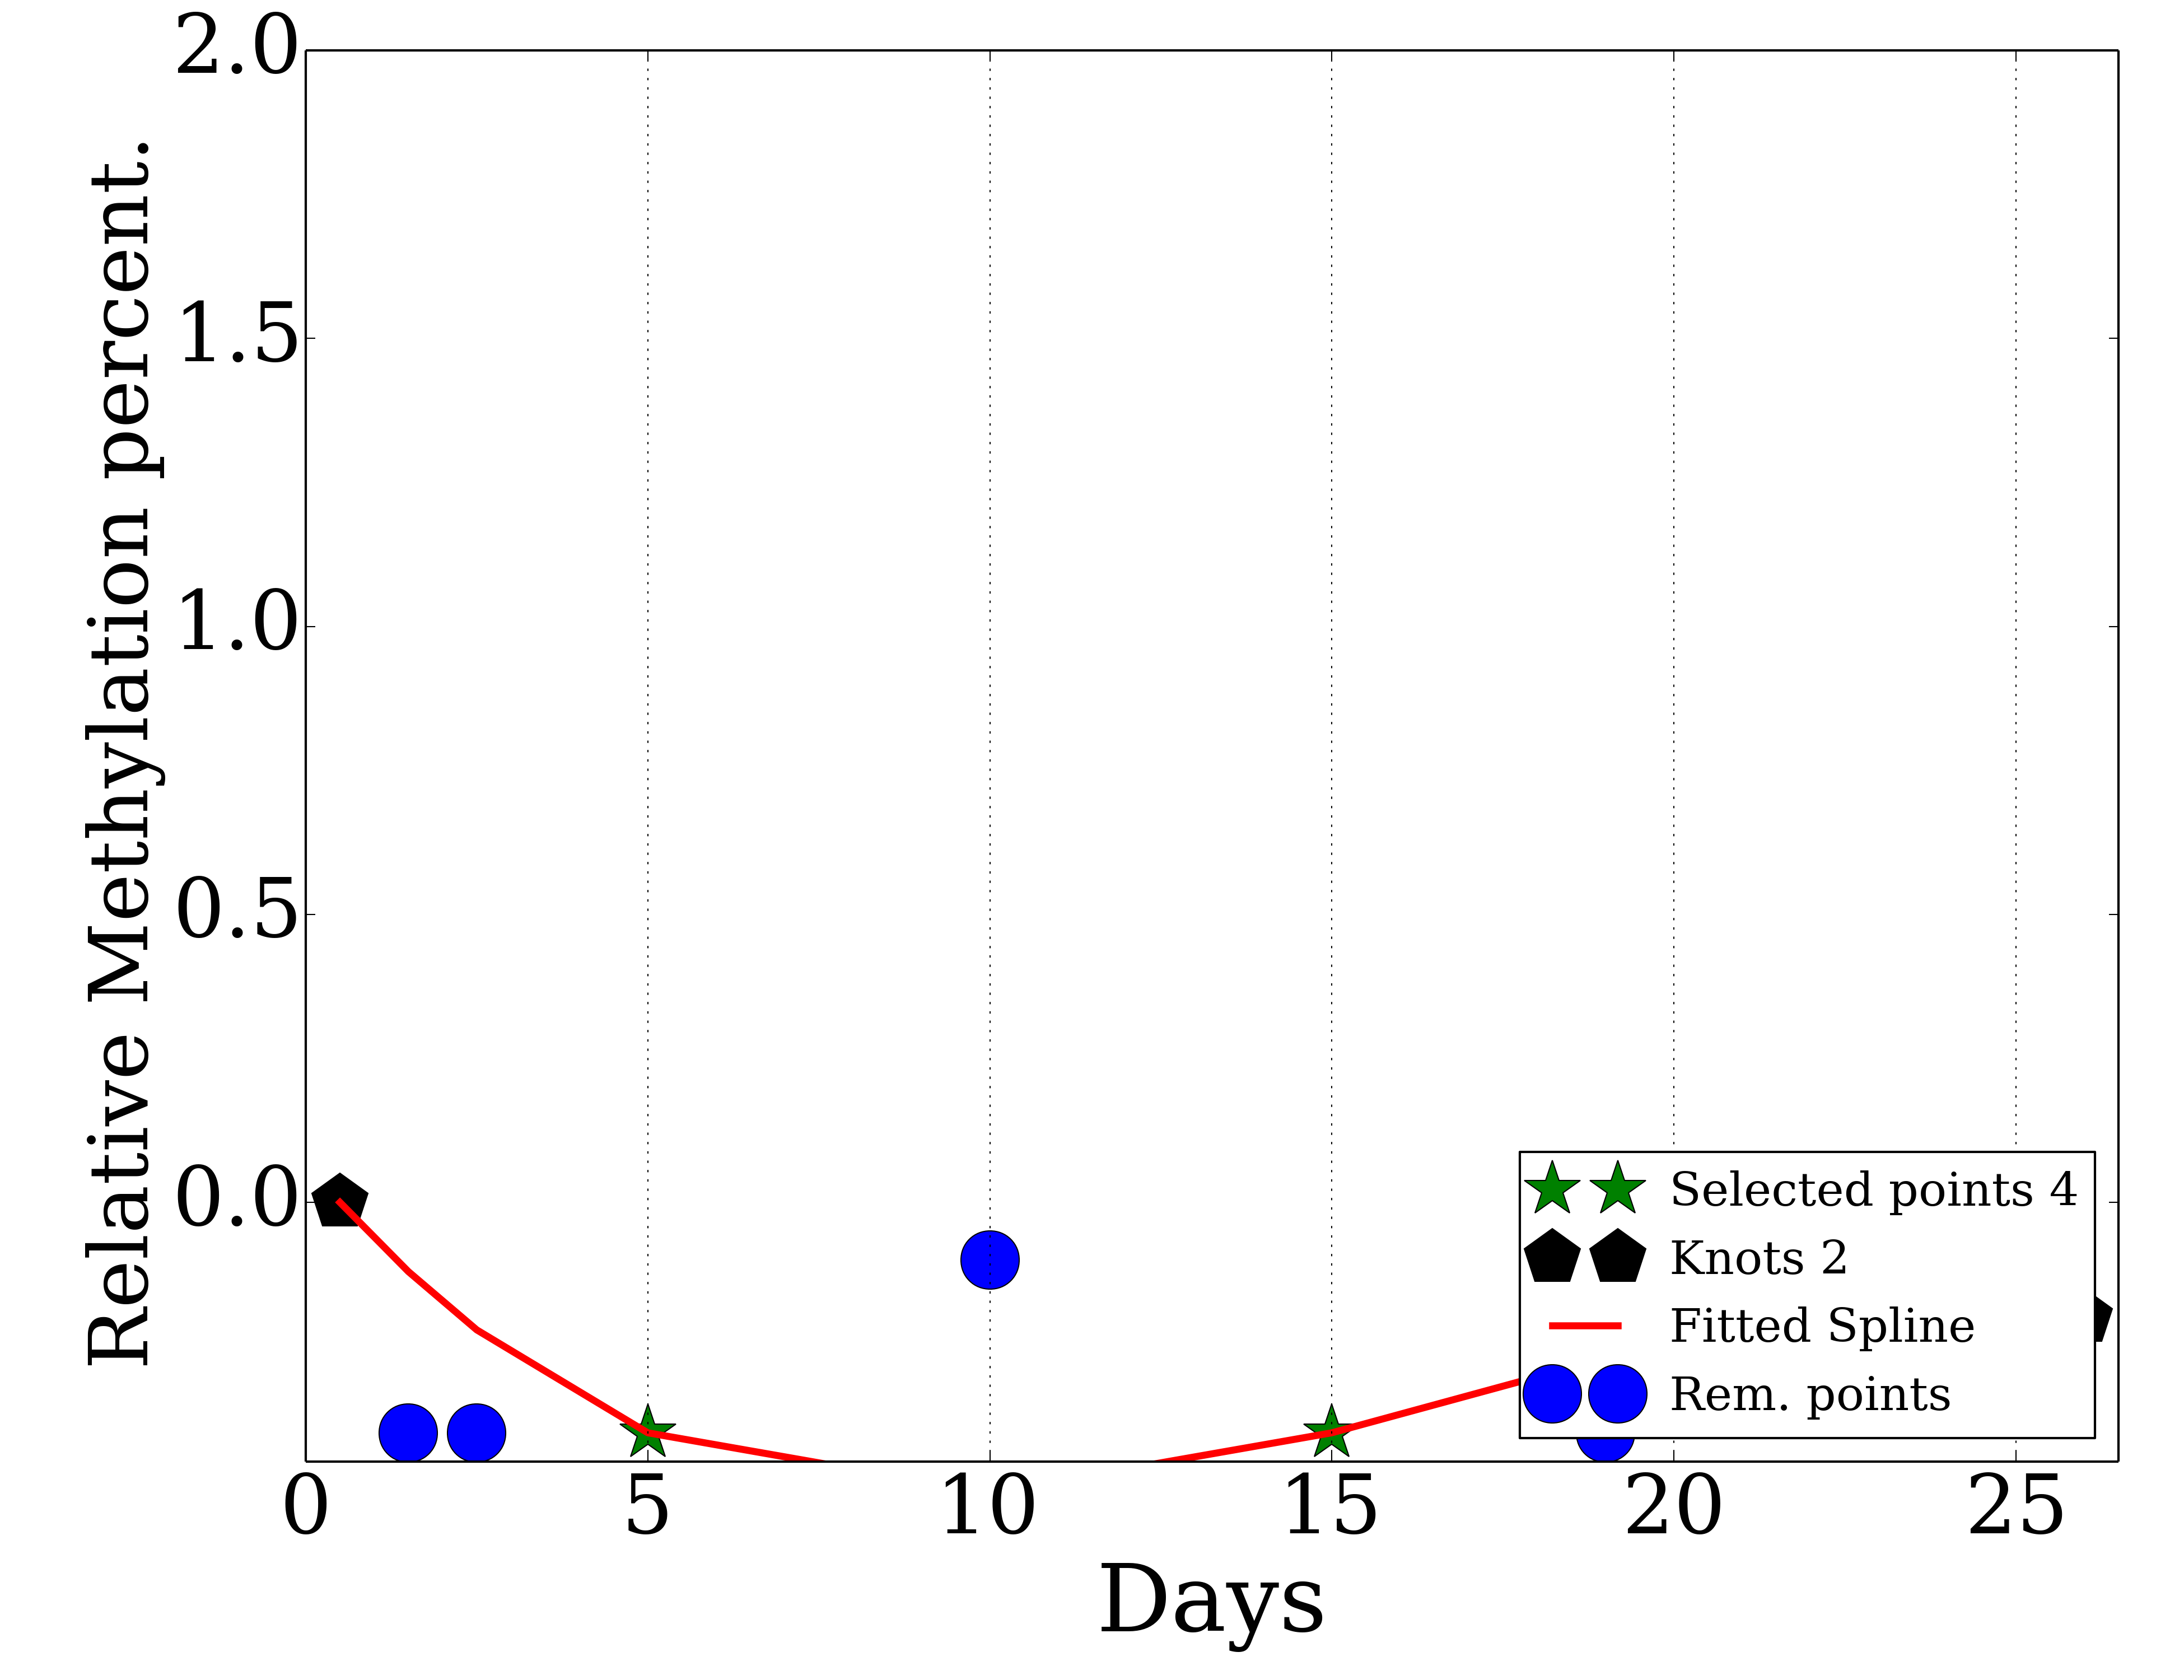 Relative Methylation percent.
2.0
1.5
1.0
0.5
0.0
0 5 10 15 20 25
Days
Selected points 4
Knots 2
Fitted Spline
Rem. points